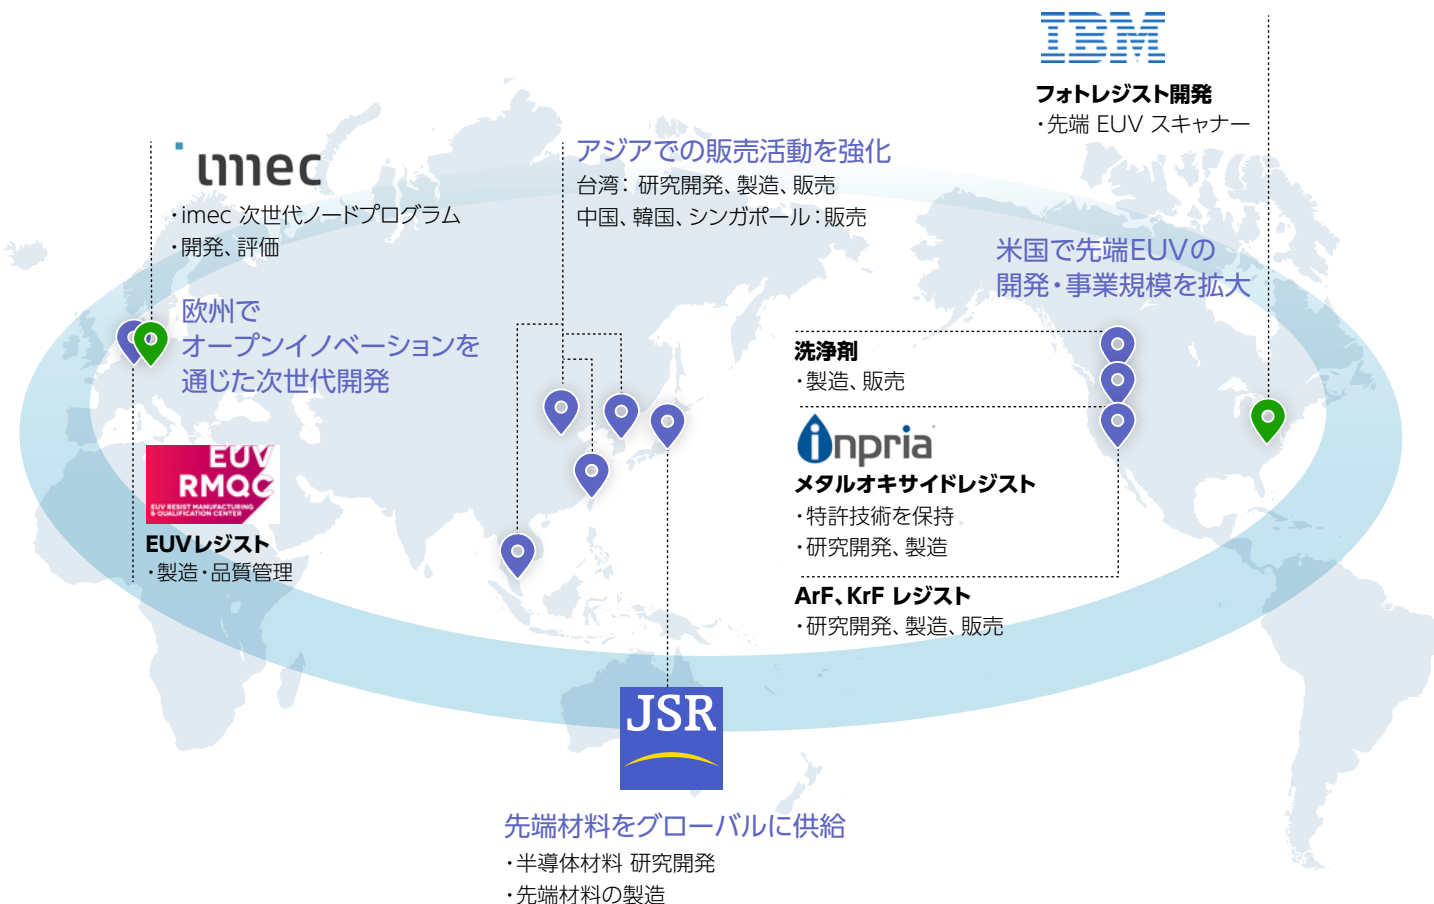 imec
・imec 次世代ノードプログラム
・開発、評価
欧州で
オープンイノベーションを
通じた次世代開発
EUV
RMQC
EUV RESIST MANUFACTURING
& QUALIFICATION CENTER
EUVレジスト
・製造・品質管理
アジアでの販売活動を強化
台湾： 研究開発、製造、販売
中国、韓国、シンガポール：販売
IBM
フォトレジスト開発
・先端 EUV スキャナー
米国で先端EUVの
開発・事業規模を拡大
洗浄剤
・製造、販売
inpria
メタルオキサイドレジスト
・特許技術を保持
・研究開発、製造
ArF、KrF レジスト
・研究開発、製造、販売
JSR
先端材料をグローバルに供給
・半導体材料 研究開発
・先端材料の製造